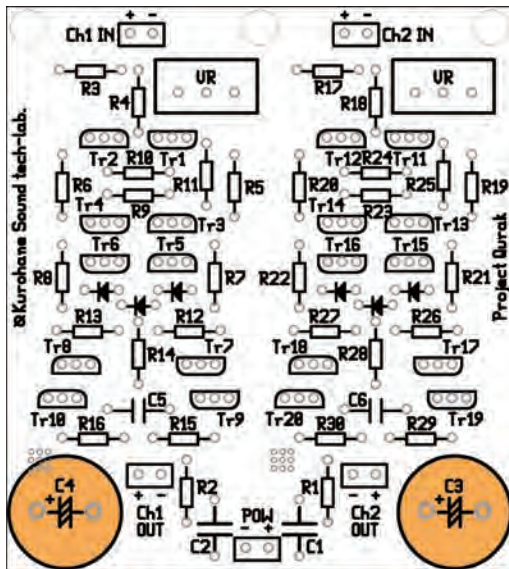 + -
Ch1 IN
+ -
Ch2 IN
R3
R4
VR
R17
R18
VR
Tr2
Tr1
R10
R11
R6
Tr4
R9
R5
Tr3
Tr6
Tr5
R8
R7
R13
R12
R14
Tr8
Tr7
Tr10
C5
Tr9
R16
R15
Tr12
Tr11
R24
R25
R20
Tr14
R23
R19
Tr13
Tr16
Tr15
R22
R21
R27
R26
R28
Tr18
Tr17
Tr20
C6
Tr19
R30
R29
&Kurohane Sound tech-lab.
Project Qurak
C4
+
+ -
Ch1
OUT
R2
C2
POW
- +
C1
R1
- +
Ch2
OUT
C3
+